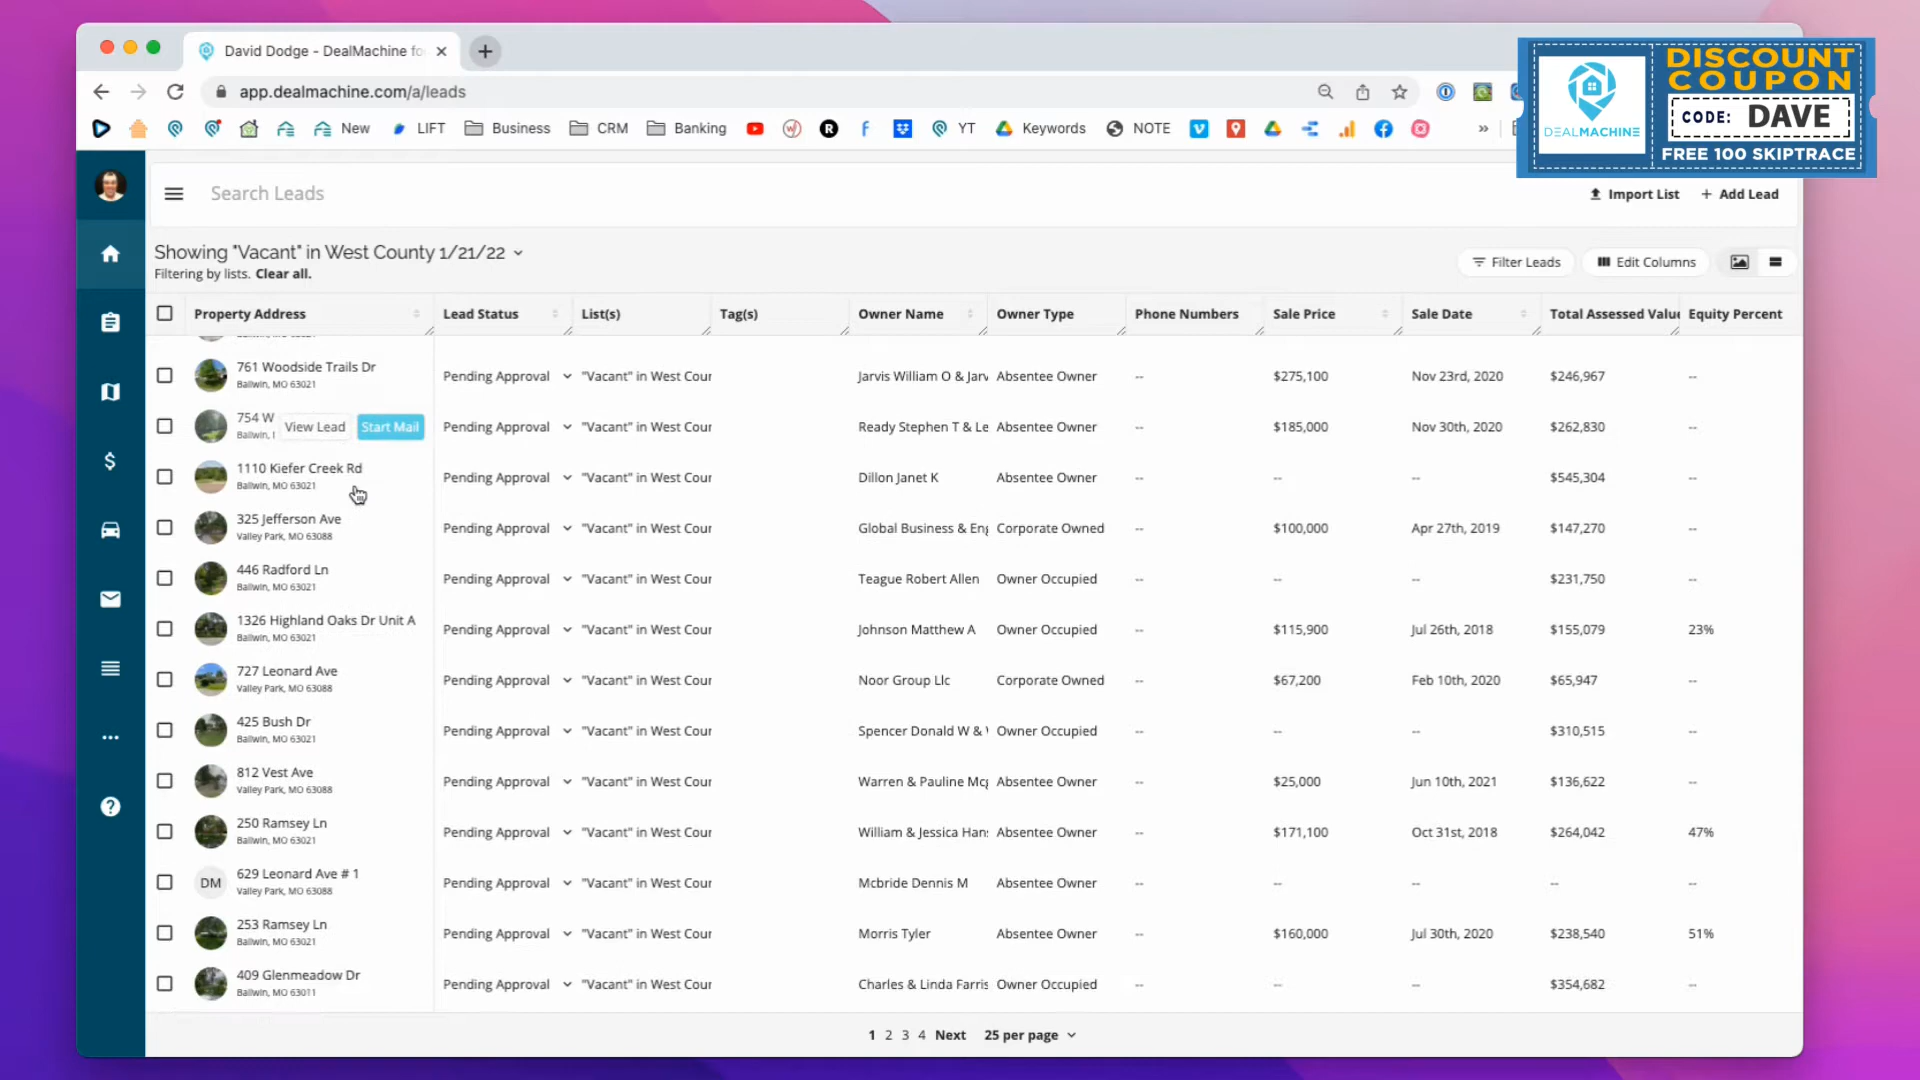 David Dodge - DealMachine fo
DISCOUNT
COUPON
CODE: DAVE
FREE 100 SKIPTRACE
DEALMACHINE
app.dealmachine.com/a/leads
New LIFT Business CRM Banking YT Keywords NOTE »
Search Leads
Import List + Add Lead
Showing "Vacant" in West County 1/21/22
Filtering by lists. Clear all.
Filter Leads Edit Columns
Property Address Lead Status List(s) Tag(s) Owner Name Owner Type Phone Numbers Sale Price Sale Date Total Assessed Valu Equity Percent
761 Woodside Trails Dr
Ballwin, MO 63021
Pending Approval "Vacant" in West Cour Jarvis William O & Jarv Absentee Owner -- $275,100 Nov 23rd, 2020 $246,967 --
754 W
Ballwin,
View Lead Start Mail
Pending Approval "Vacant" in West Cour Ready Stephen T & Le Absentee Owner -- $185,000 Nov 30th, 2020 $262,830 --
1110 Kiefer Creek Rd
Ballwin, MO 63021
Pending Approval "Vacant" in West Cour Dillon Janet K Absentee Owner -- -- -- $545,304 --
325 Jefferson Ave
Valley Park, MO 63088
Pending Approval "Vacant" in West Cour Global Business & Eng Corporate Owned -- $100,000 Apr 27th, 2019 $147,270 --
446 Radford Ln
Ballwin, MO 63021
Pending Approval "Vacant" in West Cour Teague Robert Allen Owner Occupied -- -- -- $231,750 --
1326 Highland Oaks Dr Unit A
Ballwin, MO 63021
Pending Approval "Vacant" in West Cour Johnson Matthew A Owner Occupied -- $115,900 Jul 26th, 2018 $155,079 23%
727 Leonard Ave
Valley Park, MO 63088
Pending Approval "Vacant" in West Cour Noor Group Llc Corporate Owned -- $67,200 Feb 10th, 2020 $65,947 --
425 Bush Dr
Ballwin, MO 63021
Pending Approval "Vacant" in West Cour Spencer Donald W & Owner Occupied -- -- -- $310,515 --
812 Vest Ave
Valley Park, MO 63088
Pending Approval "Vacant" in West Cour Warren & Pauline Mcg Absentee Owner -- $25,000 Jun 10th, 2021 $136,622 --
250 Ramsey Ln
Ballwin, MO 63021
Pending Approval "Vacant" in West Cour William & Jessica Han Absentee Owner -- $171,100 Oct 31st, 2018 $264,042 47%
DM
629 Leonard Ave # 1
Valley Park, MO 63088
Pending Approval "Vacant" in West Cour Mcbride Dennis M Absentee Owner -- -- -- -- --
253 Ramsey Ln
Ballwin, MO 63021
Pending Approval "Vacant" in West Cour Morris Tyler Absentee Owner -- $160,000 Jul 30th, 2020 $238,540 51%
409 Glenmeadow Dr
Ballwin, MO 63011
Pending Approval "Vacant" in West Cour Charles & Linda Farris Owner Occupied -- -- -- $354,682 --
1 2 3 4 Next 25 per page